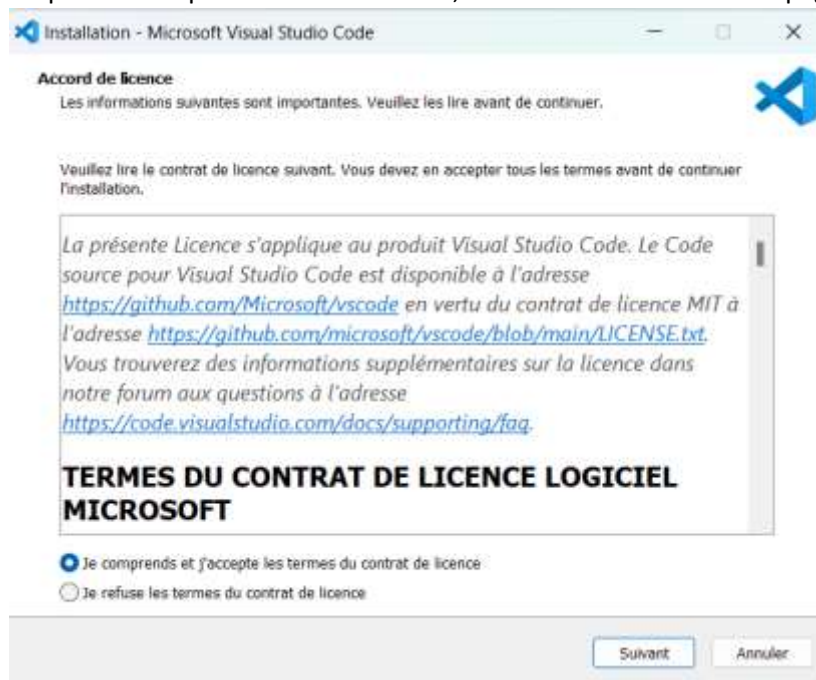 Installation - Microsoft Visual Studio Code
Accord de licence
Les informations suivantes sont importantes. Veuillez les lire avant de continuer.
Veuillez lire le contrat de licence suivant. Vous devez en accepter tous les termes avant de continuer
l'installation.
La présente Licence s'applique au produit Visual Studio Code. Le Code
source pour Visual Studio Code est disponible à l'adresse
https://github.com/Microsoft/vscode en vertu du contrat de licence MIT à
l'adresse https://github.com/microsoft/vscode/blob/main/LICENSE.txt.
Vous trouverez des informations supplémentaires sur la licence dans
notre forum aux questions à l'adresse
https://code.visualstudio.com/docs/supporting/faq.
TERMES DU CONTRAT DE LICENCE LOGICIEL
MICROSOFT
Je comprends et j'accepte les termes du contrat de licence
Je refuse les termes du contrat de licence
Suivant Annuler